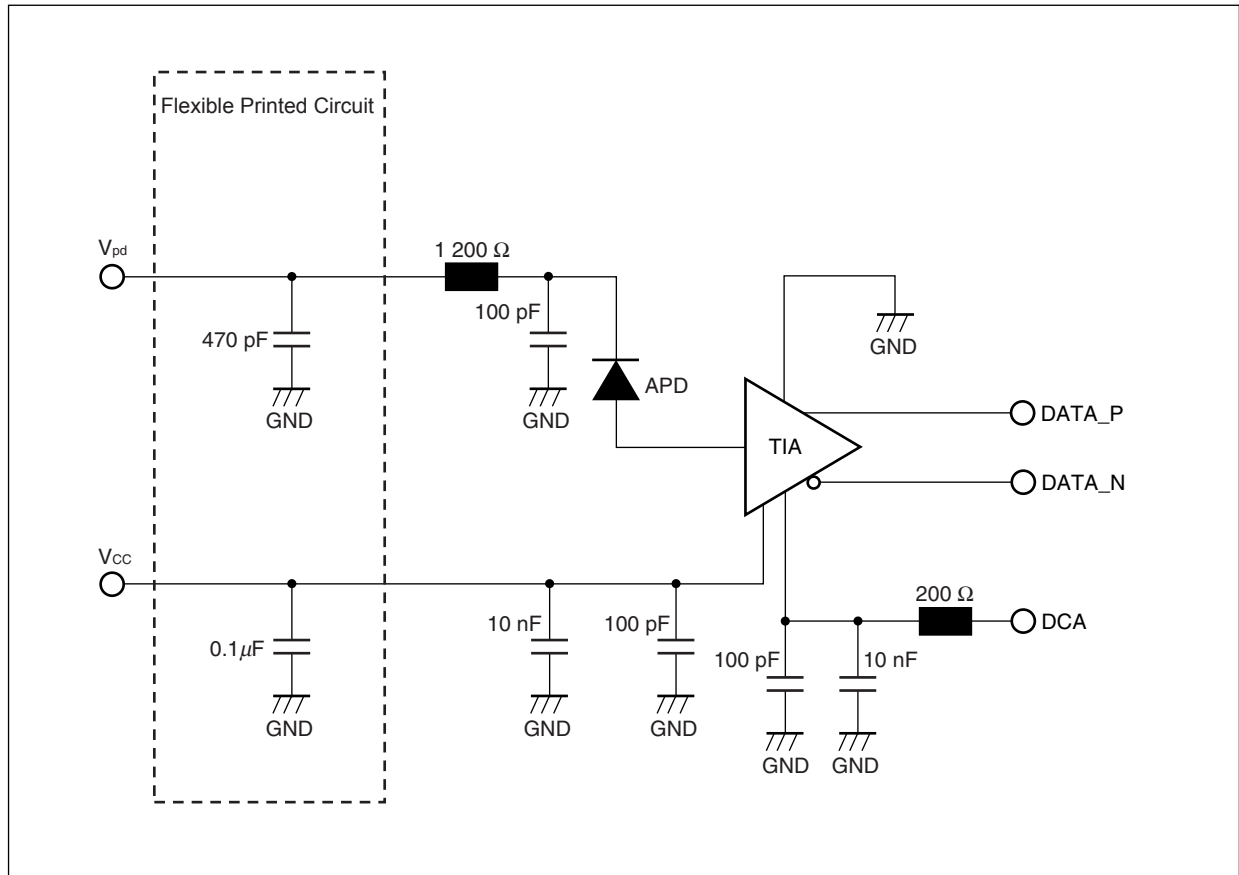 Flexible Printed Circuit
Vpd
1 200 Ω
470 pF
100 pF
GND
GND
GND
APD
TIA
DATA_P
DATA_N
VCC
0.1μF
10 nF
100 pF
200 Ω
DCA
100 pF
10 nF
GND
GND
GND
GND
GND